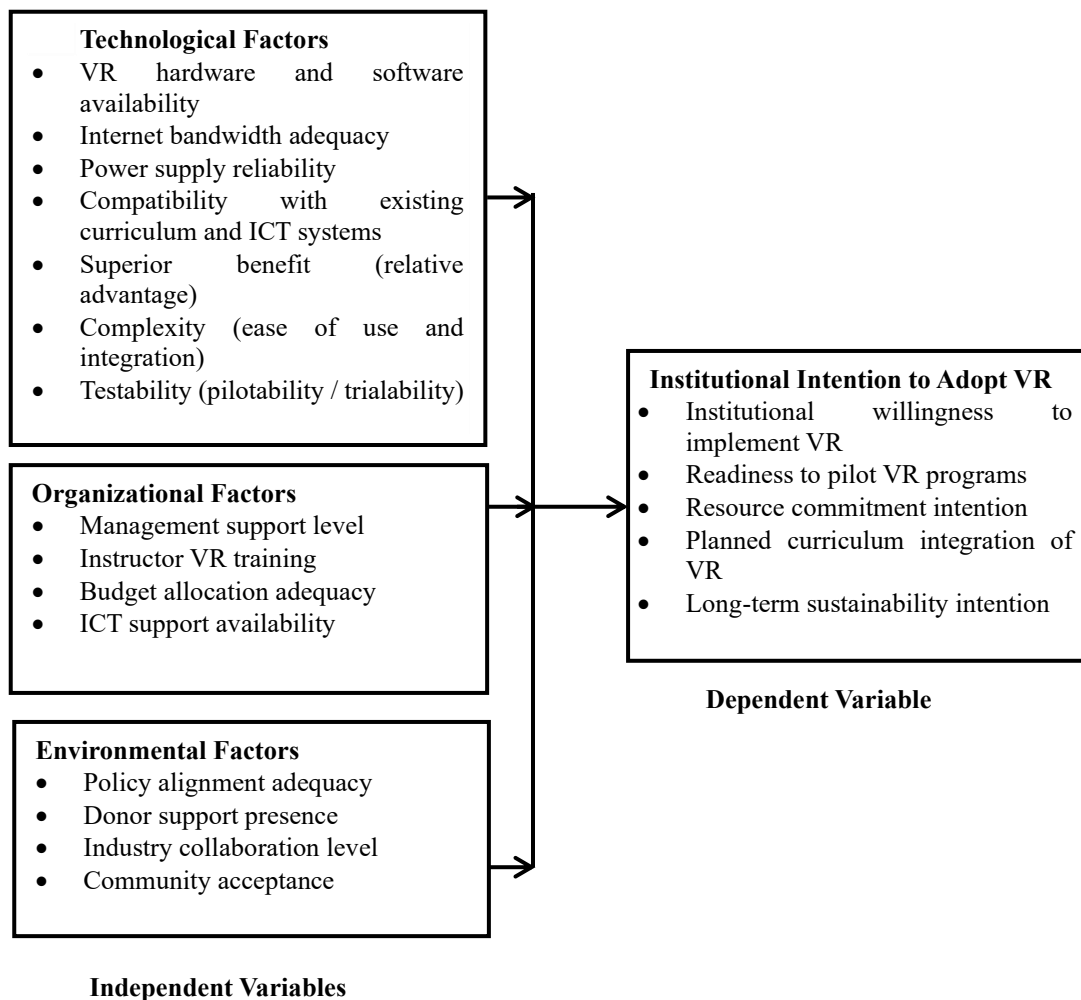 Technological Factors
• VR hardware and software
availability
• Internet bandwidth adequacy
• Power supply reliability
• Compatibility with existing
curriculum and ICT systems
• Superior benefit (relative
advantage)
• Complexity (ease of use and
integration)
• Testability (pilotability / trialability)
Organizational Factors
• Management support level
• Instructor VR training
• Budget allocation adequacy
• ICT support availability
Environmental Factors
• Policy alignment adequacy
• Donor support presence
• Industry collaboration level
• Community acceptance
Independent Variables
Institutional Intention to Adopt VR
• Institutional willingness to
implement VR
• Readiness to pilot VR programs
• Resource commitment intention
• Planned curriculum integration of
VR
• Long-term sustainability intention
Dependent Variable